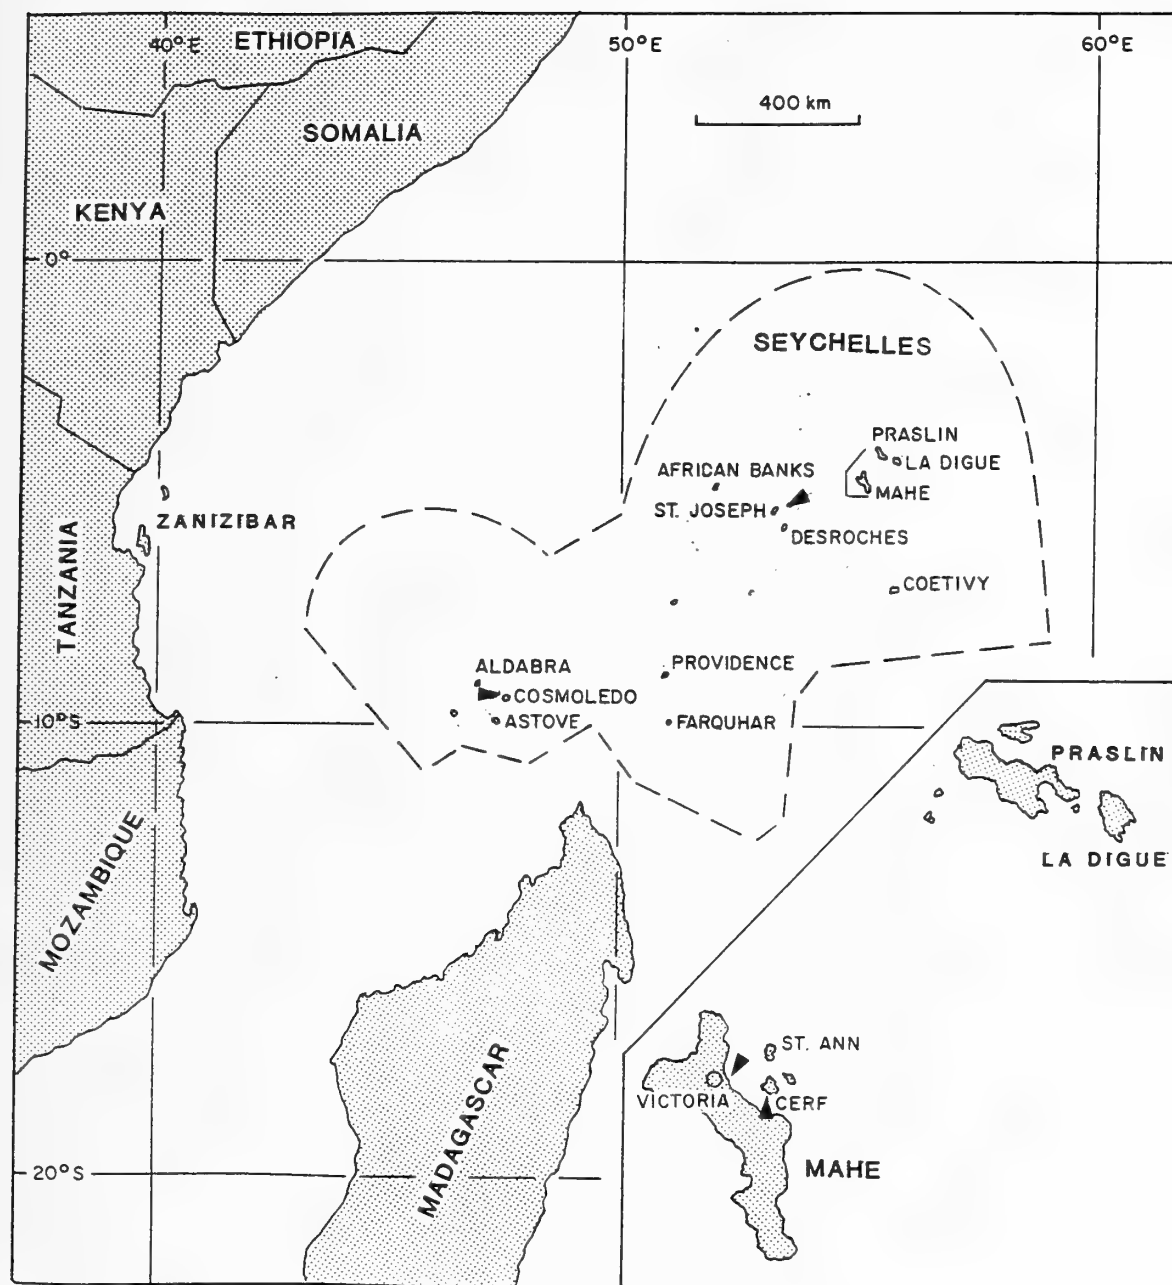 40°E
ETHIOPIA
50°E
60°E
400 km
SOMALIA
KENYA
0°
SEYCHELLES
PRASLIN
LA DIGUE
AFRICAN BANKS
MAHE
ST. JOSEPH
ZANIZIBAR
DESROCHES
TANZANIA
COETIVY
ALDABRA
PROVIDENCE
COSMOLEDO
10°S
ASTOVE
FARQUHAR
PRASLIN
MOZAMBIQUE
LA DIGUE
ST. ANN
VICTORIA
CERF
MADAGASCAR
MAHE
20°S